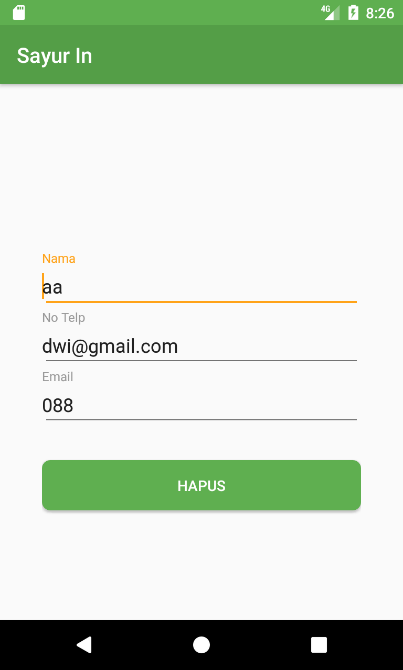 4G 8:26
Sayur In
Nama
aa
No Telp
dwi@gmail.com
Email
088
HAPUS